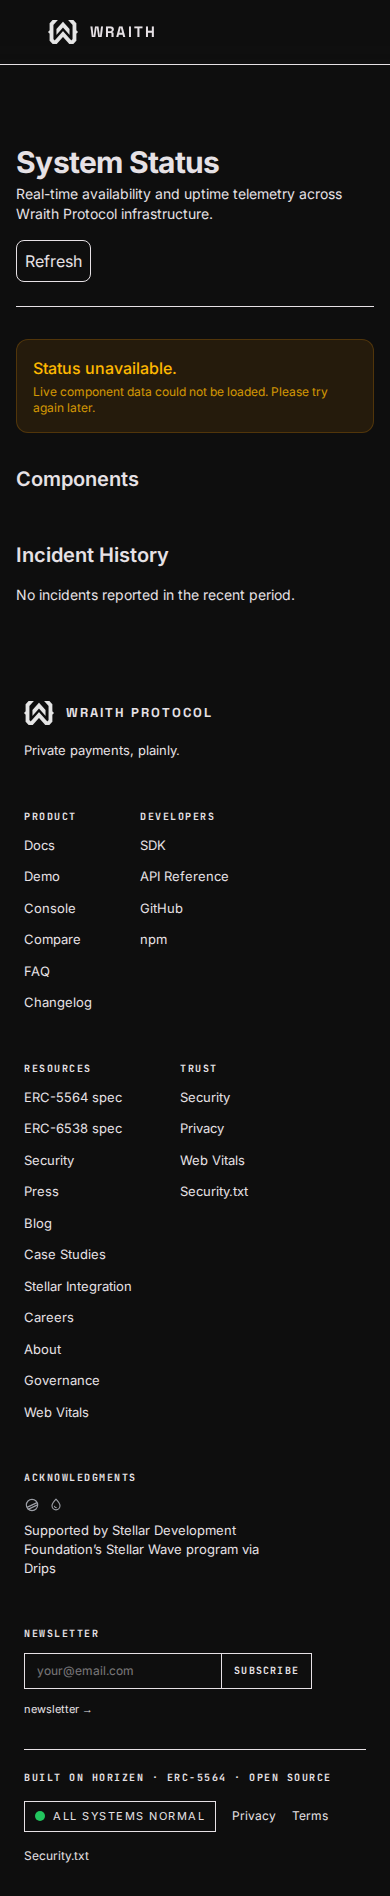 WRAITH
System Status
Real-time availability and uptime telemetry across
Wraith Protocol infrastructure.
Refresh
Status unavailable.
Live component data could not be loaded. Please try
again later.
Components
Incident History
No incidents reported in the recent period.
WRAITH PROTOCOL
Private payments, plainly.
PRODUCT
Docs
Demo
Console
Compare
FAQ
Changelog
DEVELOPERS
SDK
API Reference
GitHub
npm
RESOURCES
ERC-5564 spec
ERC-6538 spec
Security
Press
Blog
Case Studies
Stellar Integration
Careers
About
Governance
Web Vitals
TRUST
Security
Privacy
Web Vitals
Security.txt
ACKNOWLEDGMENTS
Supported by Stellar Development
Foundation’s Stellar Wave program via
Drips
NEWSLETTER
your@email.com
SUBSCRIBE
newsletter →
BUILT ON HORIZEN · ERC-5564 · OPEN SOURCE
ALL SYSTEMS NORMAL
Privacy
Terms
Security.txt